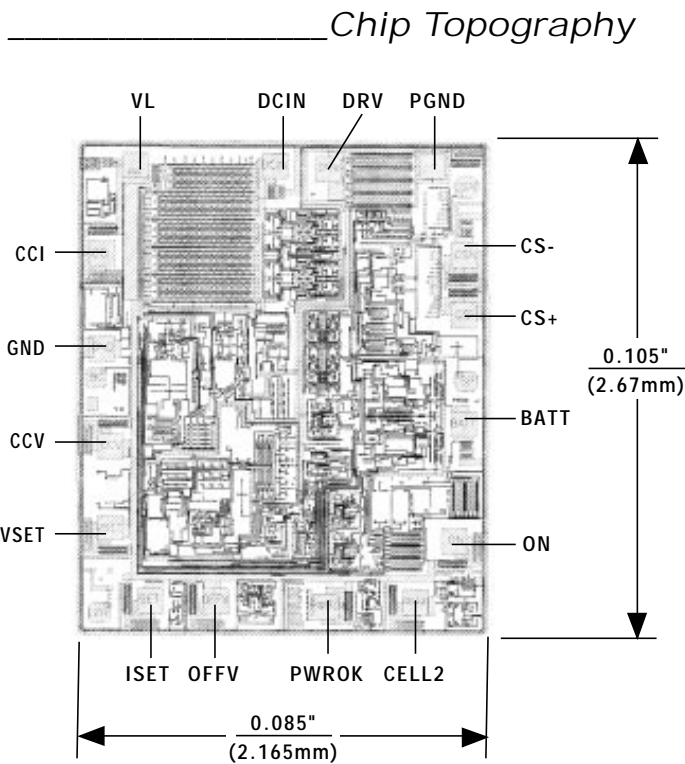 ____________________Chip Topography
VL DCIN DRV PGND
CCI
CS-
CS+
GND
0.105"
(2.67mm)
BATT
CCV
VSET
ON
ISET OFFV PWROK CELL2
0.085"
(2.165mm)